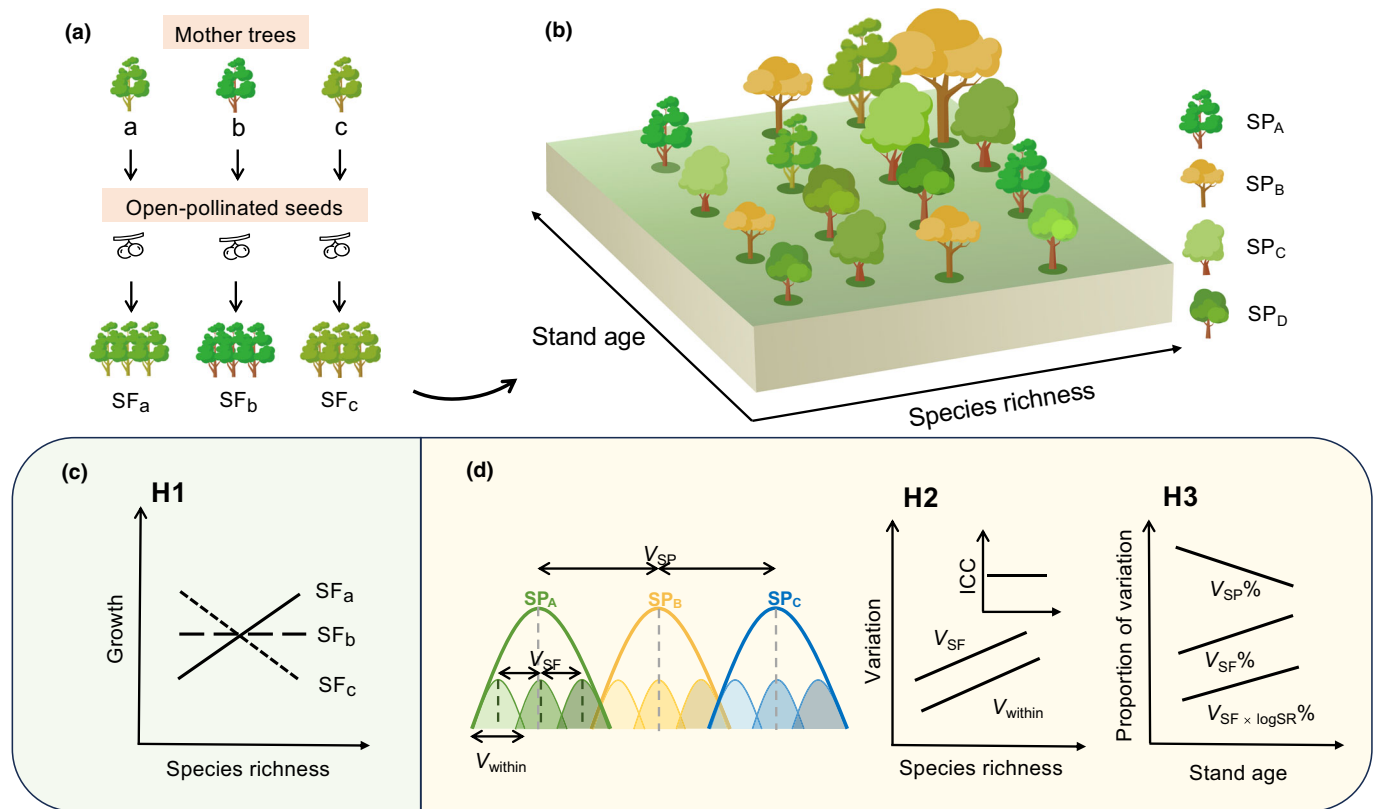 (a)
Mother trees
a
b
c
Open-pollinated seeds
SFa
SFb
SFc
(b)
SPA
SPB
SPC
SPD
Stand age
Species richness
(c)
H1
Growth
SFa
SFb
SFc
Species richness
(d)
VSP
SPA
SPB
SPC
VSF
Vwithin
H2
Variation
ICC
VSF
Vwithin
Species richness
H3
Proportion of variation
VSP%
VSF%
VSF × logSR%
Stand age